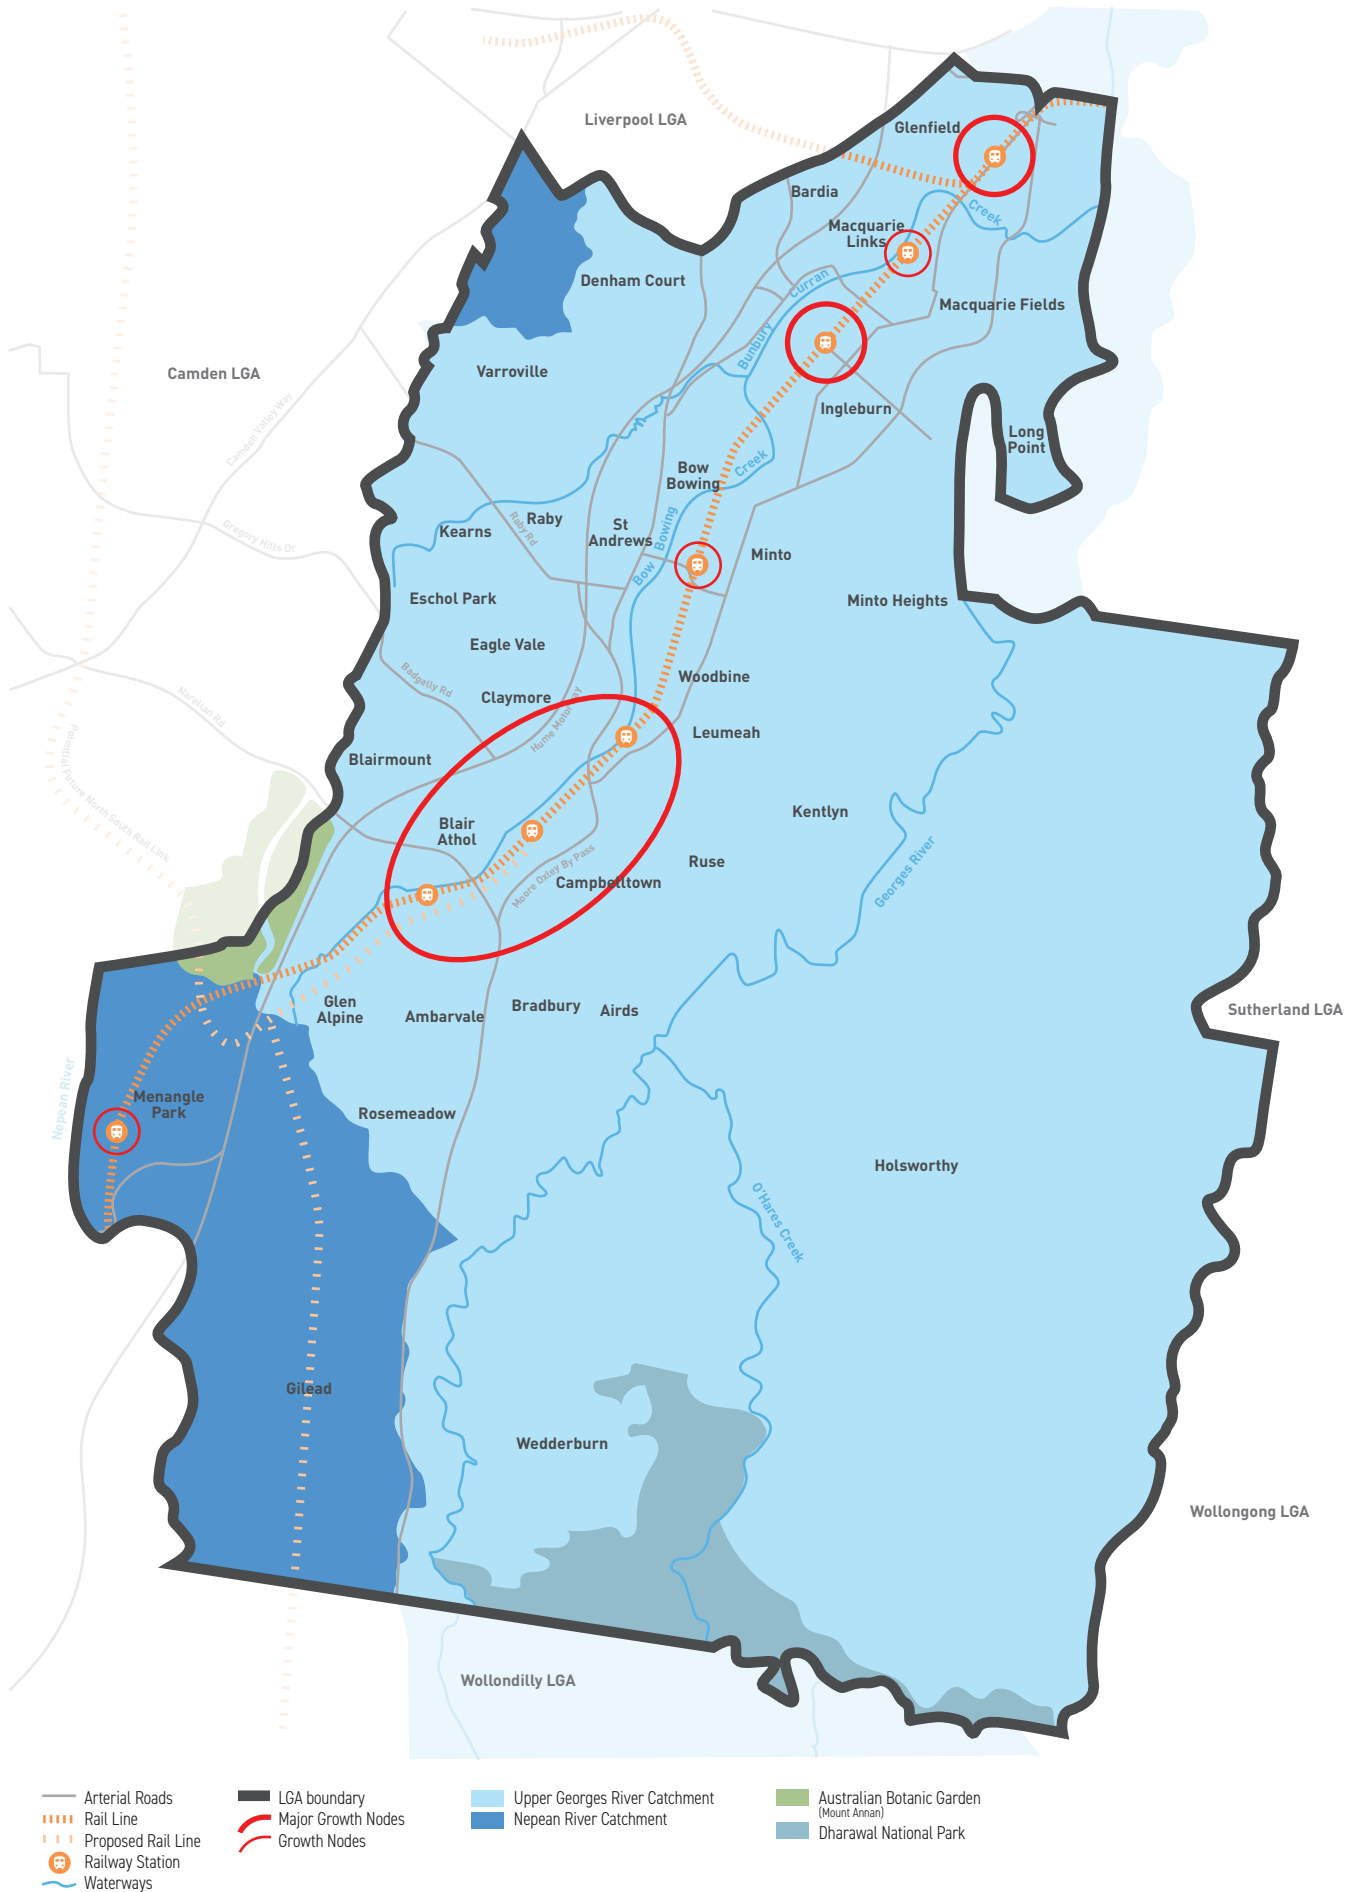 Liverpool LGA
Glenfield
Bardia
Creek
Macquarie
Links
Denham Court
Curran
Macquarie Fields
Bunbury
Camden LGA
Varroville
Camden Valley Way
Ingleburn
Long
Point
Bow
Bowing
Creek
Gregory Hills Dr
Kearns
Raby
Raby Rd
St
Andrews
Bow Bowing
Minto
Eschol Park
Minto Heights
Eagle Vale
Badgally Rd
Woodbine
Claymore
Narellan Rd
Hume Motorway
Leumeah
Potential Future North South Rail Link
Blairmount
Kentlyn
Blair
Athol
Ruse
Georges River
Moore Oxley By Pass
Campbelltown
Glen
Alpine
Ambarvale
Bradbury
Airds
Sutherland LGA
Nepean River
Menangle
Park
Rosemeadow
Holsworthy
O'Hares Creek
Gilead
Wedderburn
Wollongong LGA
Wollondilly LGA
Arterial Roads
Rail Line
Proposed Rail Line
Railway Station
Waterways
LGA boundary
Major Growth Nodes
Growth Nodes
Upper Georges River Catchment
Nepean River Catchment
Australian Botanic Garden
(Mount Annan)
Dharawal National Park